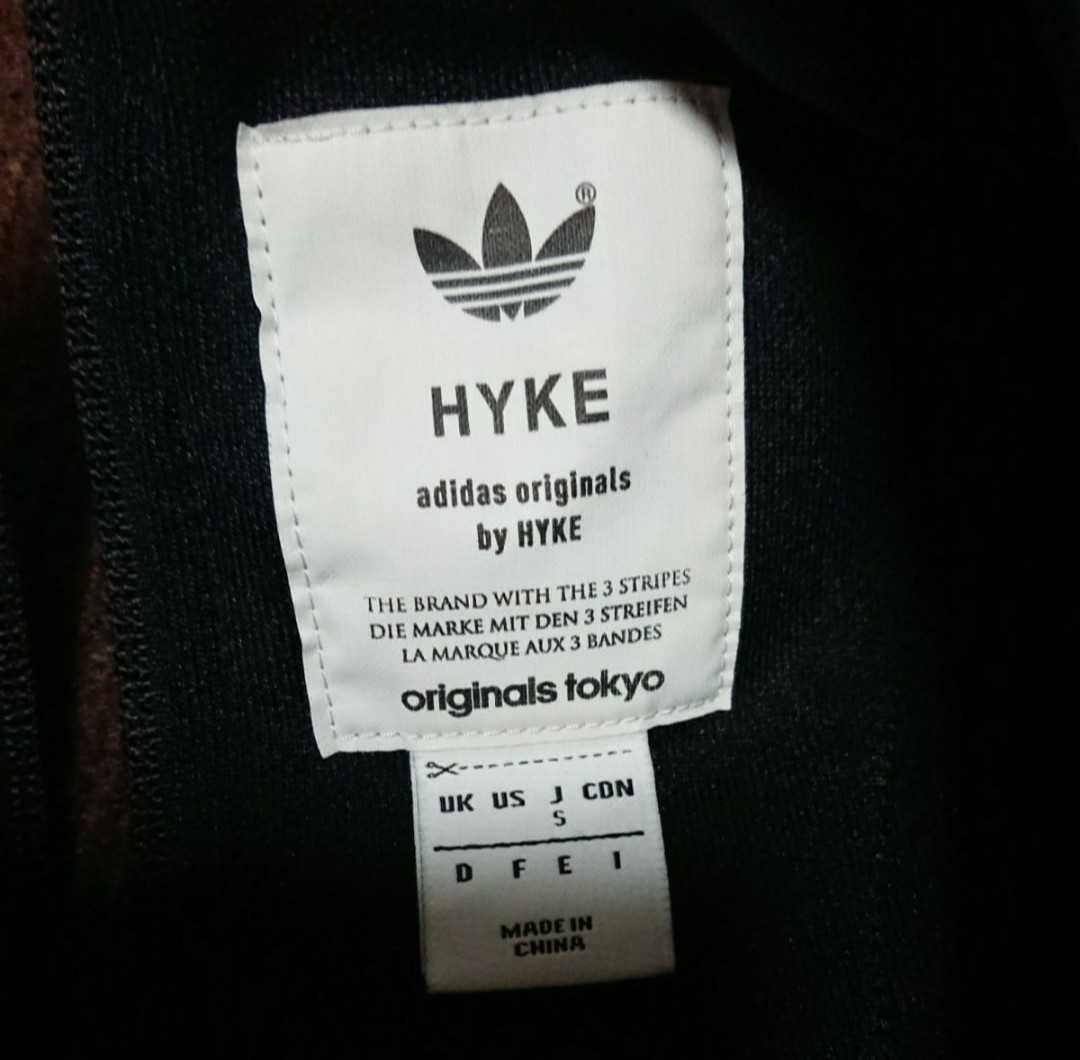 ®
HYKE
adidas originals
by HYKE
THE BRAND WITH THE 3 STRIPES
DIE MARKE MIT DEN 3 STREIFEN
LA MARQUE AUX 3 BANDES
originals tokyo
UK US J CDN
S
D F E I
MADE IN
CHINA